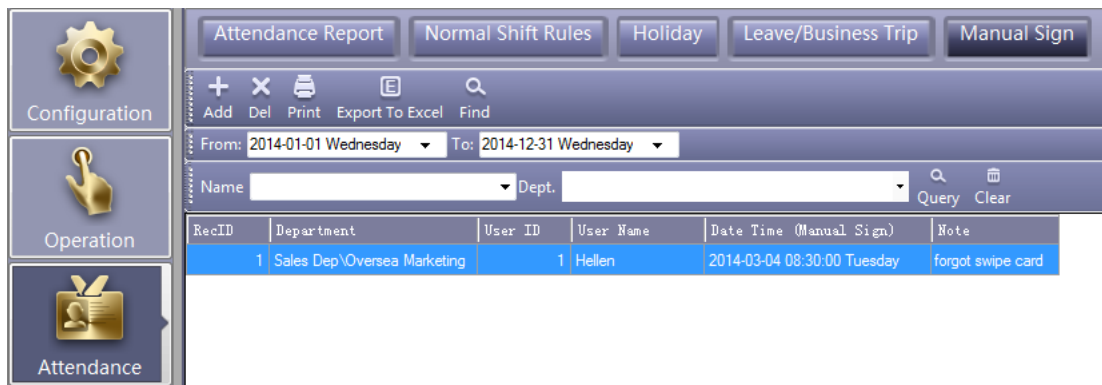 Attendance Report Normal Shift Rules Holiday Leave/Business Trip Manual Sign
Configuration
Add Del Print Export To Excel Find
From: 2014-01-01 Wednesday To: 2014-12-31 Wednesday
Name Dept. Query Clear
Operation
RecID Department User ID User Name Date Time (Manual Sign) Note
1 Sales Dep\Oversea Marketing 1 Hellen 2014-03-04 08:30:00 Tuesday forgot swipe card
Attendance